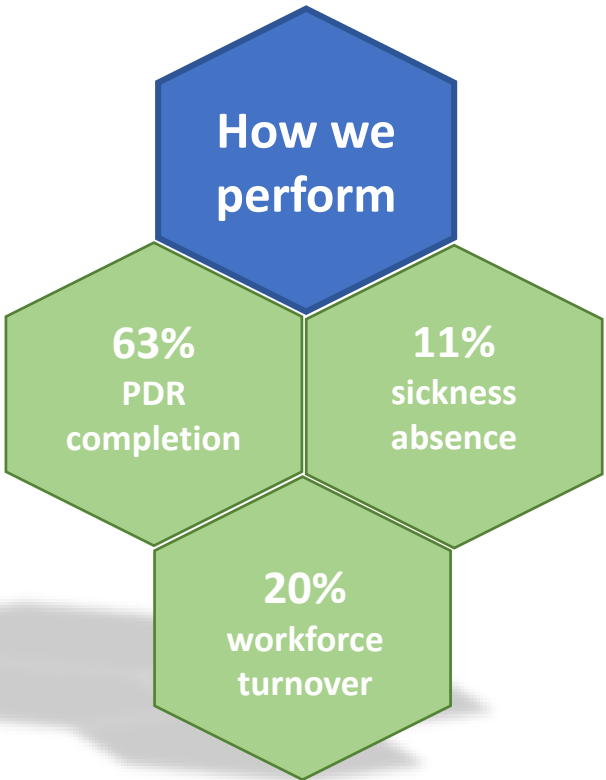 How we
perform
63%
PDR
completion
11%
sickness
absence
20%
workforce
turnover